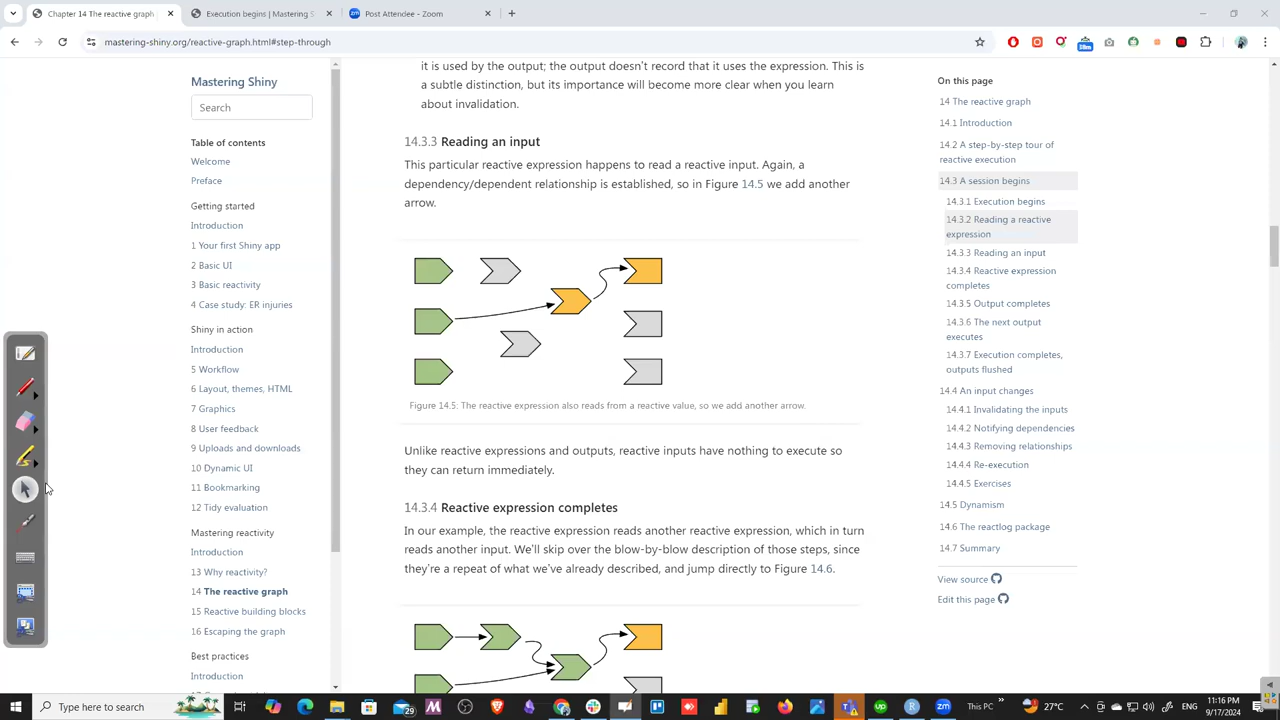 Chapter 14 The reactive graph
Execution begins | Mastering S
Post Attendee - Zoom
mastering-shiny.org/reactive-graph.html#step-through
18m
Mastering Shiny
Search
Table of contents
Welcome
Preface
Getting started
Introduction
1 Your first Shiny app
2 Basic UI
3 Basic reactivity
4 Case study: ER injuries
Shiny in action
Introduction
5 Workflow
6 Layout, themes, HTML
7 Graphics
8 User feedback
9 Uploads and downloads
10 Dynamic UI
11 Bookmarking
12 Tidy evaluation
Mastering reactivity
Introduction
13 Why reactivity?
14 The reactive graph
15 Reactive building blocks
16 Escaping the graph
Best practices
Introduction
it is used by the output; the output doesn't record that it uses the expression. This is
a subtle distinction, but its importance will become more clear when you learn
about invalidation.
14.3.3 Reading an input
This particular reactive expression happens to read a reactive input. Again, a
dependency/dependent relationship is established, so in Figure 14.5 we add another
arrow.
Figure 14.5: The reactive expression also reads from a reactive value, so we add another arrow.
Unlike reactive expressions and outputs, reactive inputs have nothing to execute so
they can return immediately.
14.3.4 Reactive expression completes
In our example, the reactive expression reads another reactive expression, which in turn
reads another input. We'll skip over the blow-by-blow description of those steps, since
they're a repeat of what we've already described, and jump directly to Figure 14.6.
On this page
14 The reactive graph
14.1 Introduction
14.2 A step-by-step tour of
reactive execution
14.3 A session begins
14.3.1 Execution begins
14.3.2 Reading a reactive
expression
14.3.3 Reading an input
14.3.4 Reactive expression
completes
14.3.5 Output completes
14.3.6 The next output
executes
14.3.7 Execution completes,
outputs flushed
14.4 An input changes
14.4.1 Invalidating the inputs
14.4.2 Notifying dependencies
14.4.3 Removing relationships
14.4.4 Re-execution
14.4.5 Exercises
14.5 Dynamism
14.6 The reactlog package
14.7 Summary
View source
Edit this page
Type here to search
29
This PC
27°C
11:16 PM
9/17/2024